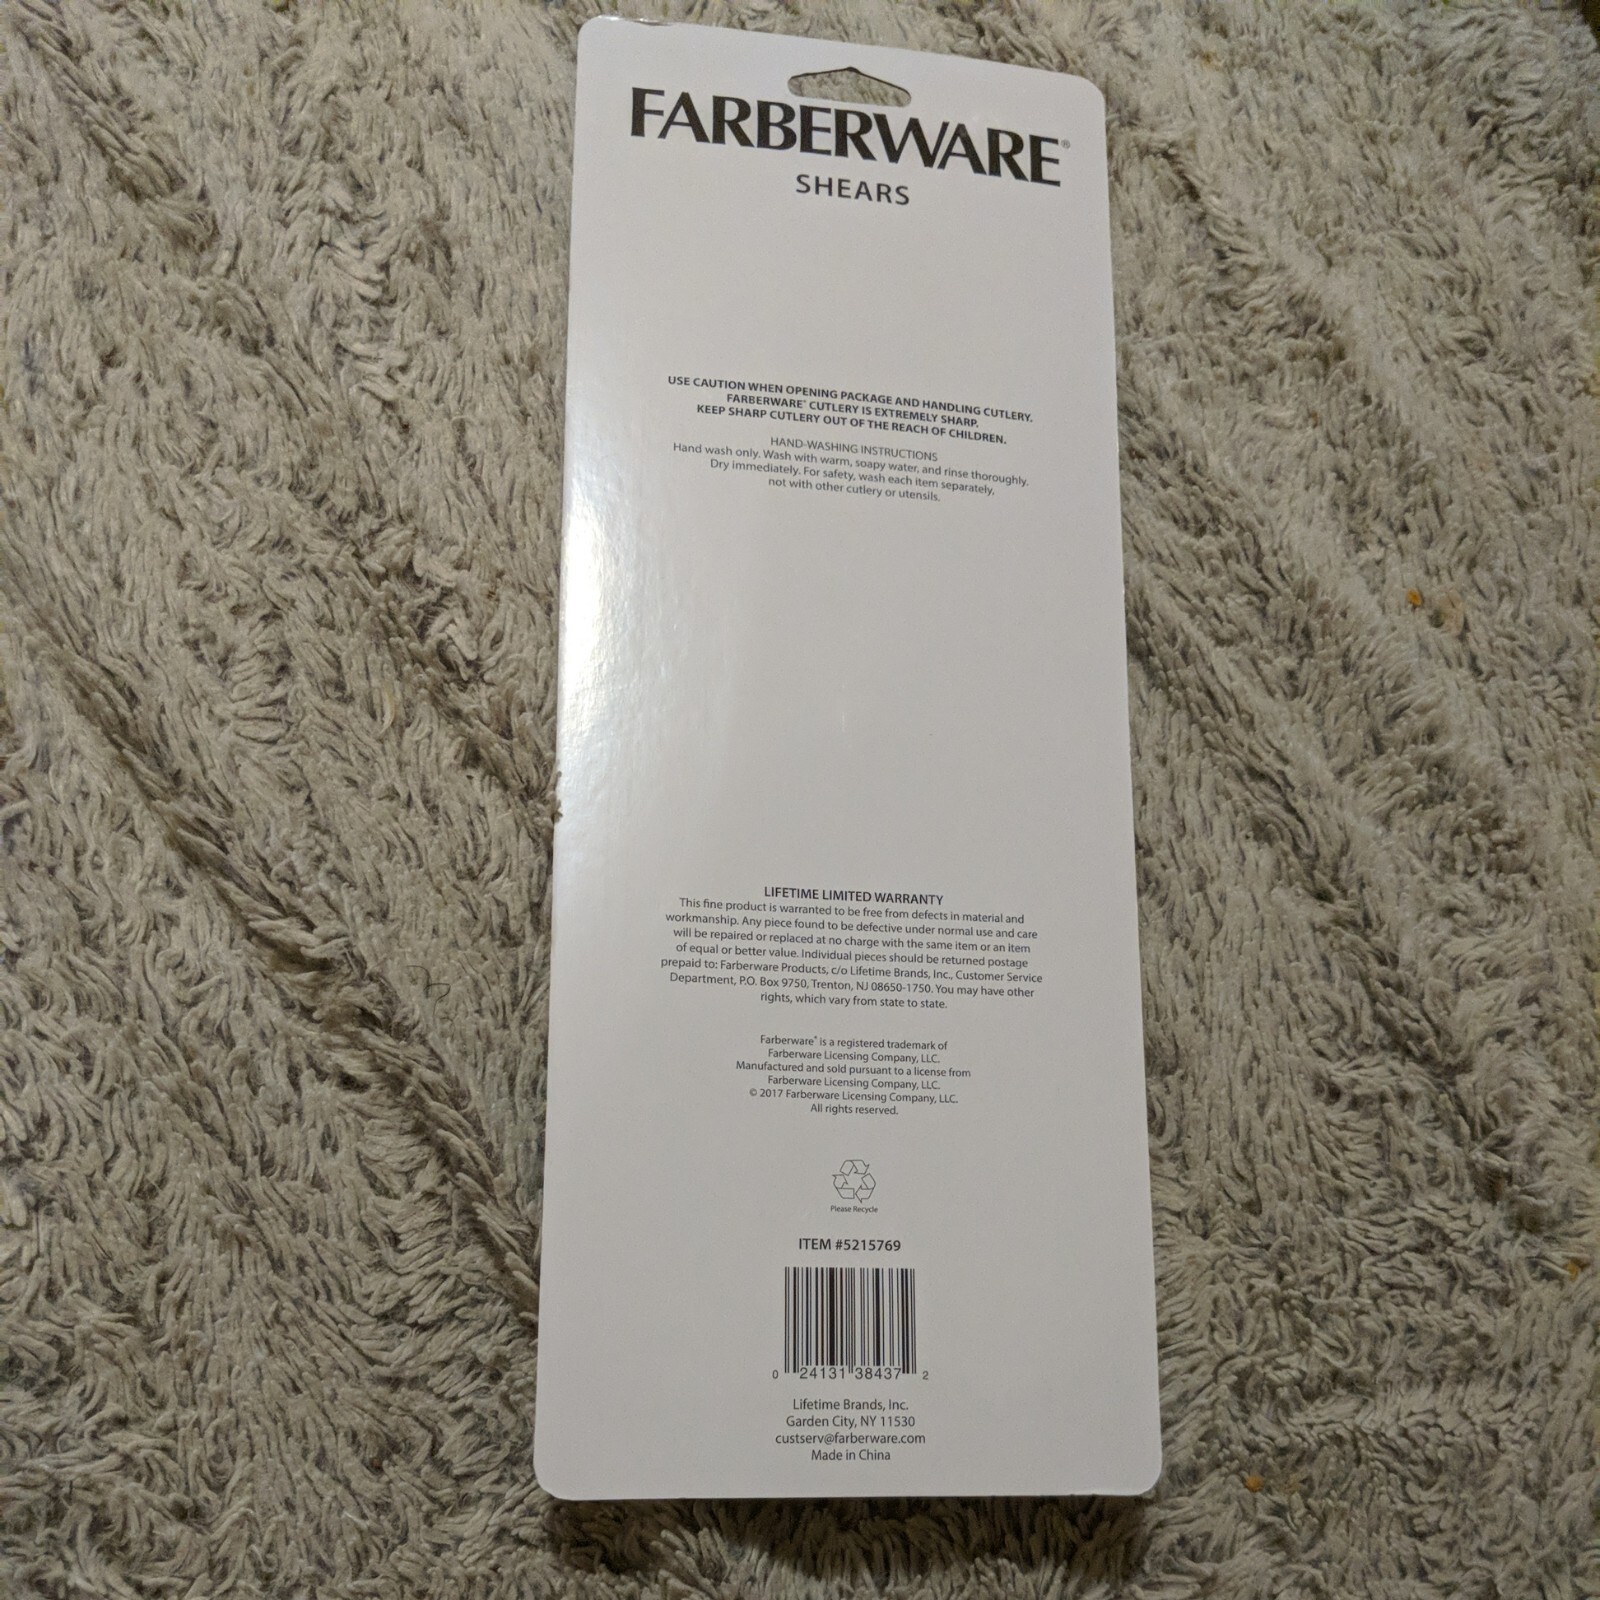 FARBERWARE®
SHEARS
USE CAUTION WHEN OPENING PACKAGE AND HANDLING CUTLERY.
FARBERWARE® CUTLERY IS EXTREMELY SHARP.
KEEP SHARP CUTLERY OUT OF THE REACH OF CHILDREN.
HAND-WASHING INSTRUCTIONS
Hand wash only. Wash with warm, soapy water, and rinse thoroughly.
Dry immediately. For safety, wash each item separately,
not with other cutlery or utensils.
LIFETIME LIMITED WARRANTY
This fine product is warranted to be free from defects in material and
workmanship. Any piece found to be defective under normal use and care
will be repaired or replaced at no charge with the same item or an item
of equal or better value. Individual pieces should be returned postage
prepaid to: Farberware Products, c/o Lifetime Brands, Inc., Customer Service
Department, P.O. Box 9750, Trenton, NJ 08650-1750. You may have other
rights, which vary from state to state.
Farberware® is a registered trademark of
Farberware Licensing Company, LLC.
Manufactured and sold pursuant to a license from
Farberware Licensing Company, LLC.
© 2017 Farberware Licensing Company, LLC.
All rights reserved.
Please Recycle
ITEM #5215769
0 24131 38437 2
Lifetime Brands, Inc.
Garden City, NY 11530
custserv@farberware.com
Made in China